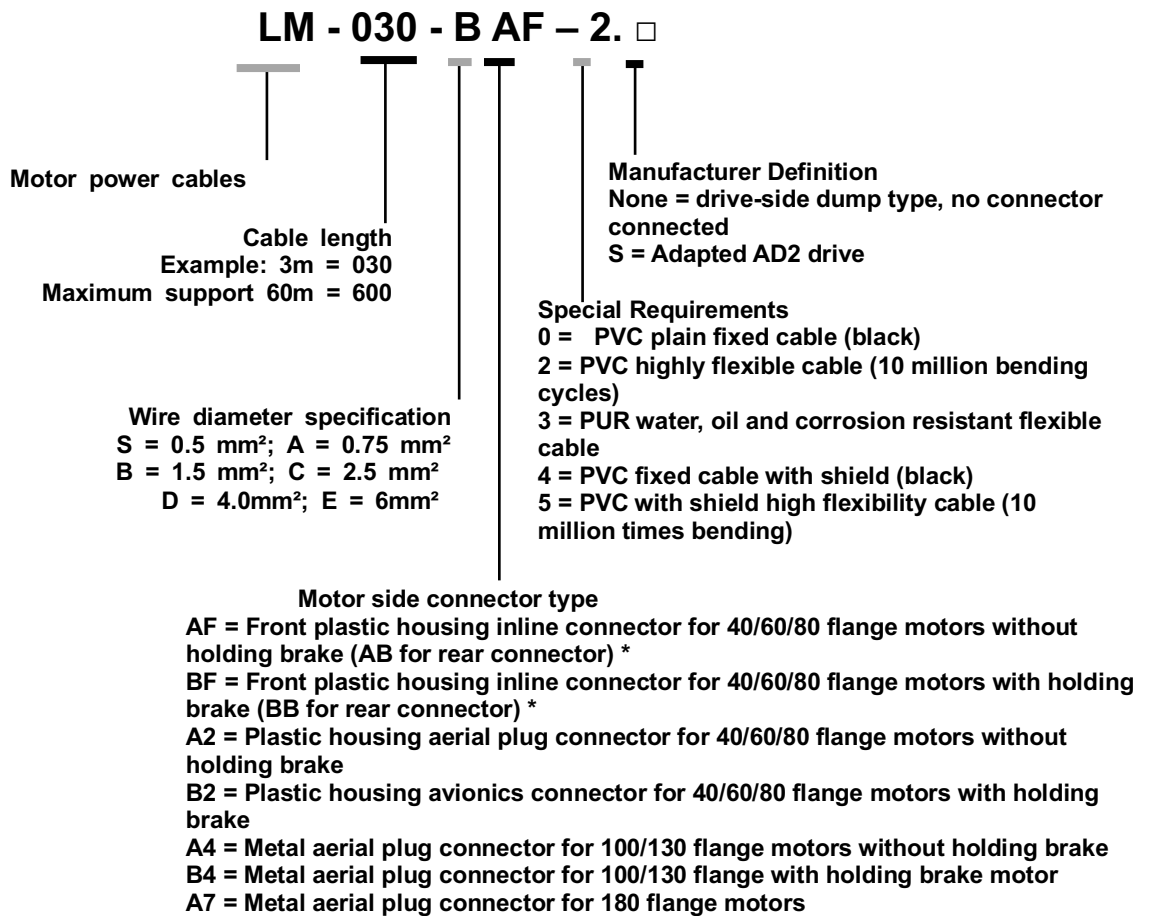 LM - 030 - B AF – 2. □
Motor power cables
Cable length
Example: 3m = 030
Maximum support 60m = 600
Wire diameter specification
S = 0.5 mm²; A = 0.75 mm²
B = 1.5 mm²; C = 2.5 mm²
D = 4.0mm²; E = 6mm²
Manufacturer Definition
None = drive-side dump type, no connector
connected
S = Adapted AD2 drive
Special Requirements
0 = PVC plain fixed cable (black)
2 = PVC highly flexible cable (10 million bending
cycles)
3 = PUR water, oil and corrosion resistant flexible
cable
4 = PVC fixed cable with shield (black)
5 = PVC with shield high flexibility cable (10
million times bending)
Motor side connector type
AF = Front plastic housing inline connector for 40/60/80 flange motors without
holding brake (AB for rear connector) *
BF = Front plastic housing inline connector for 40/60/80 flange motors with holding
brake (BB for rear connector) *
A2 = Plastic housing aerial plug connector for 40/60/80 flange motors without
holding brake
B2 = Plastic housing avionics connector for 40/60/80 flange motors with holding
brake
A4 = Metal aerial plug connector for 100/130 flange motors without holding brake
B4 = Metal aerial plug connector for 100/130 flange with holding brake motor
A7 = Metal aerial plug connector for 180 flange motors